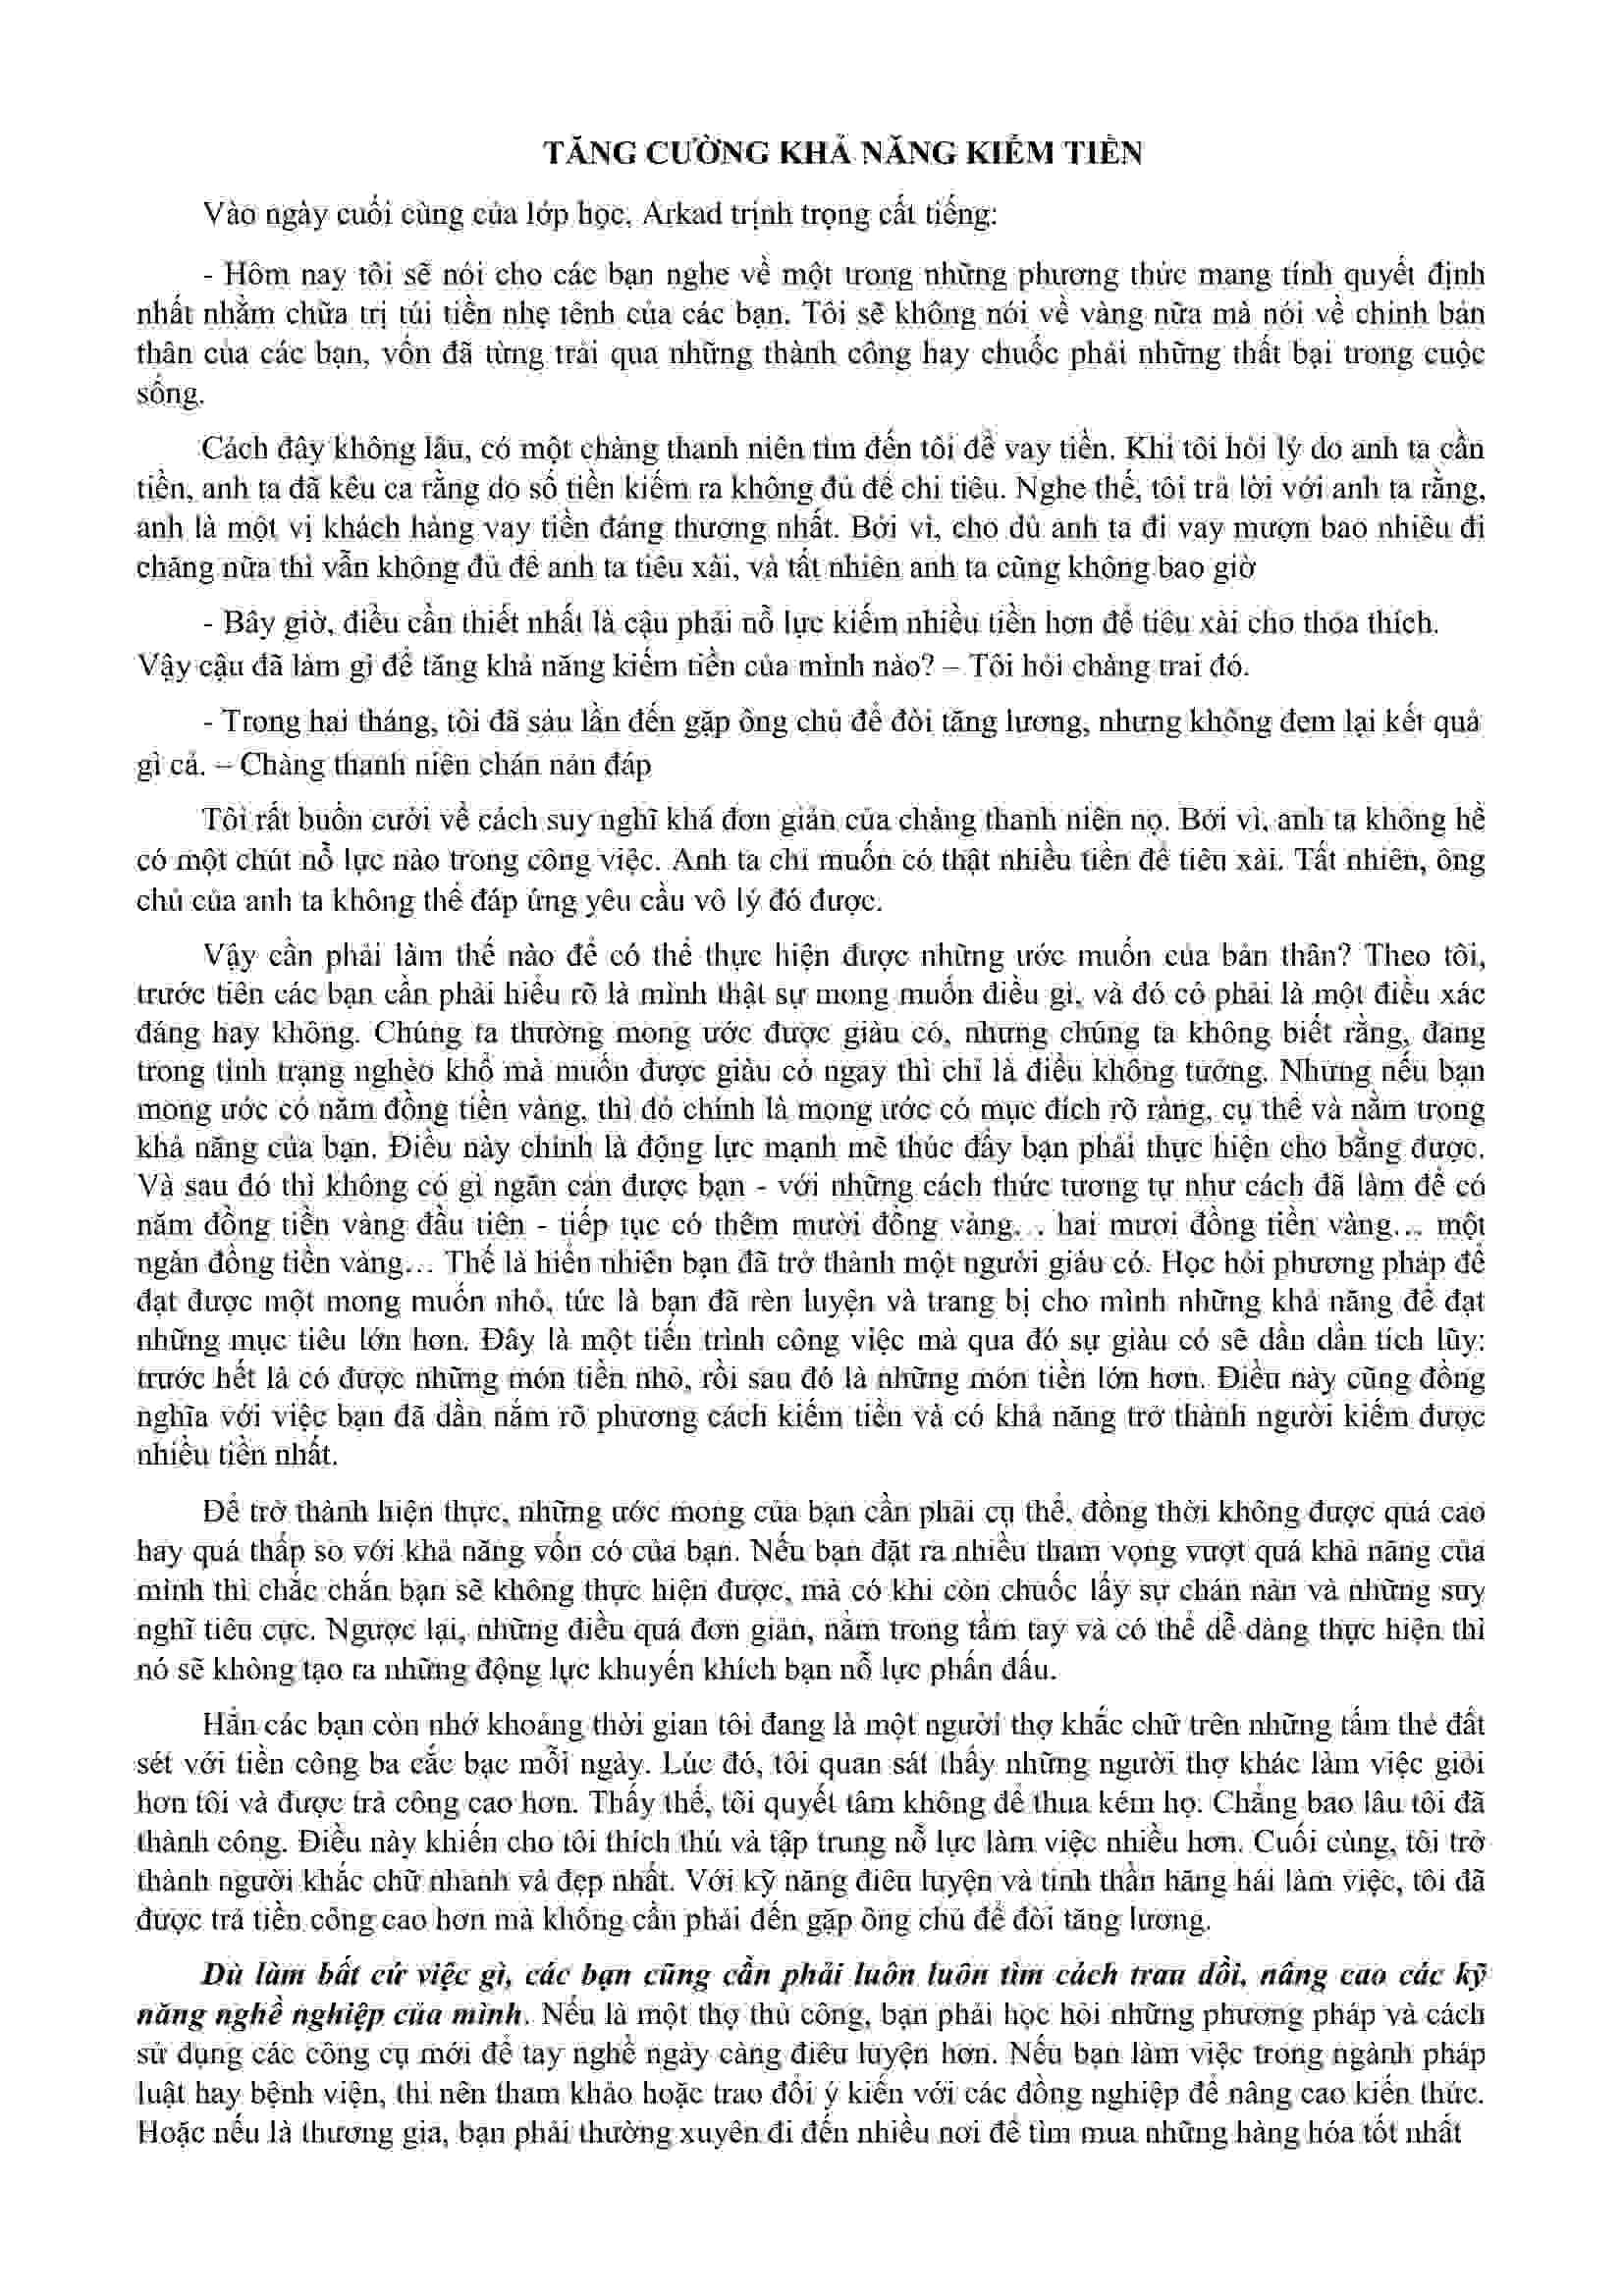 TĂNG CƯỜNG KHẢ NĂNG KIẾM TIỀN
Vào ngày cuối cùng của lớp học, Arkad trịnh trọng cất tiếng:
- Hôm nay tôi sẽ nói cho các bạn nghe về một trong những phương thức mang tính quyết định
nhất nhằm chữa trị túi tiền nhẹ tênh của các bạn. Tôi sẽ không nói về vàng nữa mà nói về chính bản
thân của các bạn, vốn đã từng trải qua những thành công hay chuốc phải những thất bại trong cuộc
sống.
Cách đây không lâu, có một chàng thanh niên tìm đến tôi để vay tiền. Khi tôi hỏi lý do anh ta cần
tiền, anh ta đã kêu ca rằng do số tiền kiếm ra không đủ để chi tiêu. Nghe thế, tôi trả lời với anh ta rằng,
anh là một vị khách hàng vay tiền đáng thương nhất. Bởi vì, cho dù anh ta đi vay mượn bao nhiêu đi
chăng nữa thì vẫn không đủ để anh ta tiêu xài, và tất nhiên anh ta cũng không bao giờ
- Bây giờ, điều cần thiết nhất là cậu phải nỗ lực kiếm nhiều tiền hơn để tiêu xài cho thỏa thích.
Vậy cậu đã làm gì để tăng khả năng kiếm tiền của mình nào? – Tôi hỏi chàng trai đó.
- Trong hai tháng, tôi đã sáu lần đến gặp ông chủ để đòi tăng lương, nhưng không đem lại kết quả
gì cả. – Chàng thanh niên chán nản đáp
Tôi rất buồn cười về cách suy nghĩ khá đơn giản của chàng thanh niên nọ. Bởi vì, anh ta không hề
có một chút nỗ lực nào trong công việc. Anh ta chỉ muốn có thật nhiều tiền để tiêu xài. Tất nhiên, ông
chủ của anh ta không thể đáp ứng yêu cầu vô lý đó được.
Vậy cần phải làm thế nào để có thể thực hiện được những ước muốn của bản thân? Theo tôi,
trước tiên các bạn cần phải hiểu rõ là mình thật sự mong muốn điều gì, và đó có phải là một điều xác
đáng hay không. Chúng ta thường mong ước được giàu có, nhưng chúng ta không biết rằng, đang
trong tình trạng nghèo khổ mà muốn được giàu có ngay thì chỉ là điều không tưởng. Nhưng nếu bạn
mong ước có năm đồng tiền vàng, thì đó chính là mong ước có mục đích rõ ràng, cụ thể và nằm trong
khả năng của bạn. Điều này chính là động lực mạnh mẽ thúc đẩy bạn phải thực hiện cho bằng được.
Và sau đó thì không có gì ngăn cản được bạn - với những cách thức tương tự như cách đã làm để có
năm đồng tiền vàng đầu tiên - tiếp tục có thêm mười đồng vàng… hai mươi đồng tiền vàng… một
ngàn đồng tiền vàng… Thế là hiển nhiên bạn đã trở thành một người giàu có. Học hỏi phương pháp để
đạt được một mong muốn nhỏ, tức là bạn đã rèn luyện và trang bị cho mình những khả năng để đạt
những mục tiêu lớn hơn. Đây là một tiến trình công việc mà qua đó sự giàu có sẽ dần dần tích lũy:
trước hết là có được những món tiền nhỏ, rồi sau đó là những món tiền lớn hơn. Điều này cũng đồng
nghĩa với việc bạn đã dần nắm rõ phương cách kiếm tiền và có khả năng trở thành người kiếm được
nhiều tiền nhất.
Để trở thành hiện thực, những ước mong của bạn cần phải cụ thể, đồng thời không được quá cao
hay quá thấp so với khả năng vốn có của bạn. Nếu bạn đặt ra nhiều tham vọng vượt quá khả năng của
mình thì chắc chắn bạn sẽ không thực hiện được, mà có khi còn chuốc lấy sự chán nản và những suy
nghĩ tiêu cực. Ngược lại, những điều quá đơn giản, nằm trong tầm tay và có thể dễ dàng thực hiện thì
nó sẽ không tạo ra những động lực khuyến khích bạn nỗ lực phấn đấu.
Hẳn các bạn còn nhớ khoảng thời gian tôi đang là một người thợ khắc chữ trên những tấm thẻ đất
sét với tiền công ba cắc bạc mỗi ngày. Lúc đó, tôi quan sát thấy những người thợ khác làm việc giỏi
hơn tôi và được trả công cao hơn. Thấy thế, tôi quyết tâm không để thua kém họ. Chẳng bao lâu tôi đã
thành công. Điều này khiến cho tôi thích thú và tập trung nỗ lực làm việc nhiều hơn. Cuối cùng, tôi trở
thành người khắc chữ nhanh và đẹp nhất. Với kỹ năng điêu luyện và tinh thần hăng hái làm việc, tôi đã
được trả tiền công cao hơn mà không cần phải đến gặp ông chủ để đòi tăng lương.
Dù làm bất cứ việc gì, các bạn cũng cần phải luôn luôn tìm cách trau dồi, nâng cao các kỹ
năng nghề nghiệp của mình. Nếu là một thợ thủ công, bạn phải học hỏi những phương pháp và cách
sử dụng các công cụ mới để tay nghề ngày càng điêu luyện hơn. Nếu bạn làm việc trong ngành pháp
luật hay bệnh viện, thì nên tham khảo hoặc trao đổi ý kiến với các đồng nghiệp để nâng cao kiến thức.
Hoặc nếu là thương gia, bạn phải thường xuyên đi đến nhiều nơi để tìm mua những hàng hóa tốt nhất